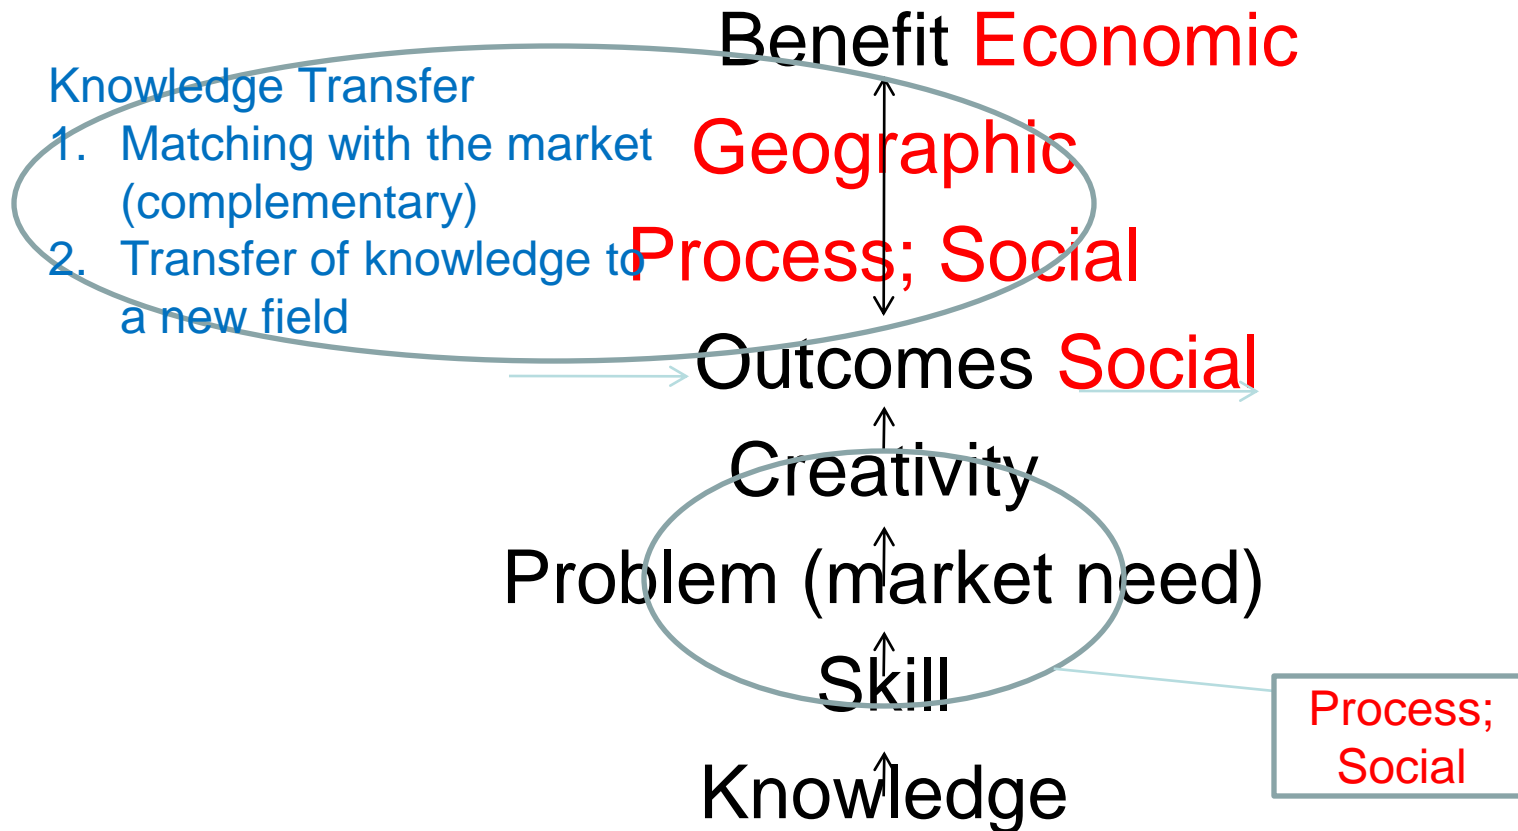 Benefit Economic
Knowledge Transfer
1. Matching with the market
(complementary)
2. Transfer of knowledge to
a new field
Geographic
Process; Social
Outcomes Social
Creativity
Problem (market need)
Skill
Knowledge
Process;
Social